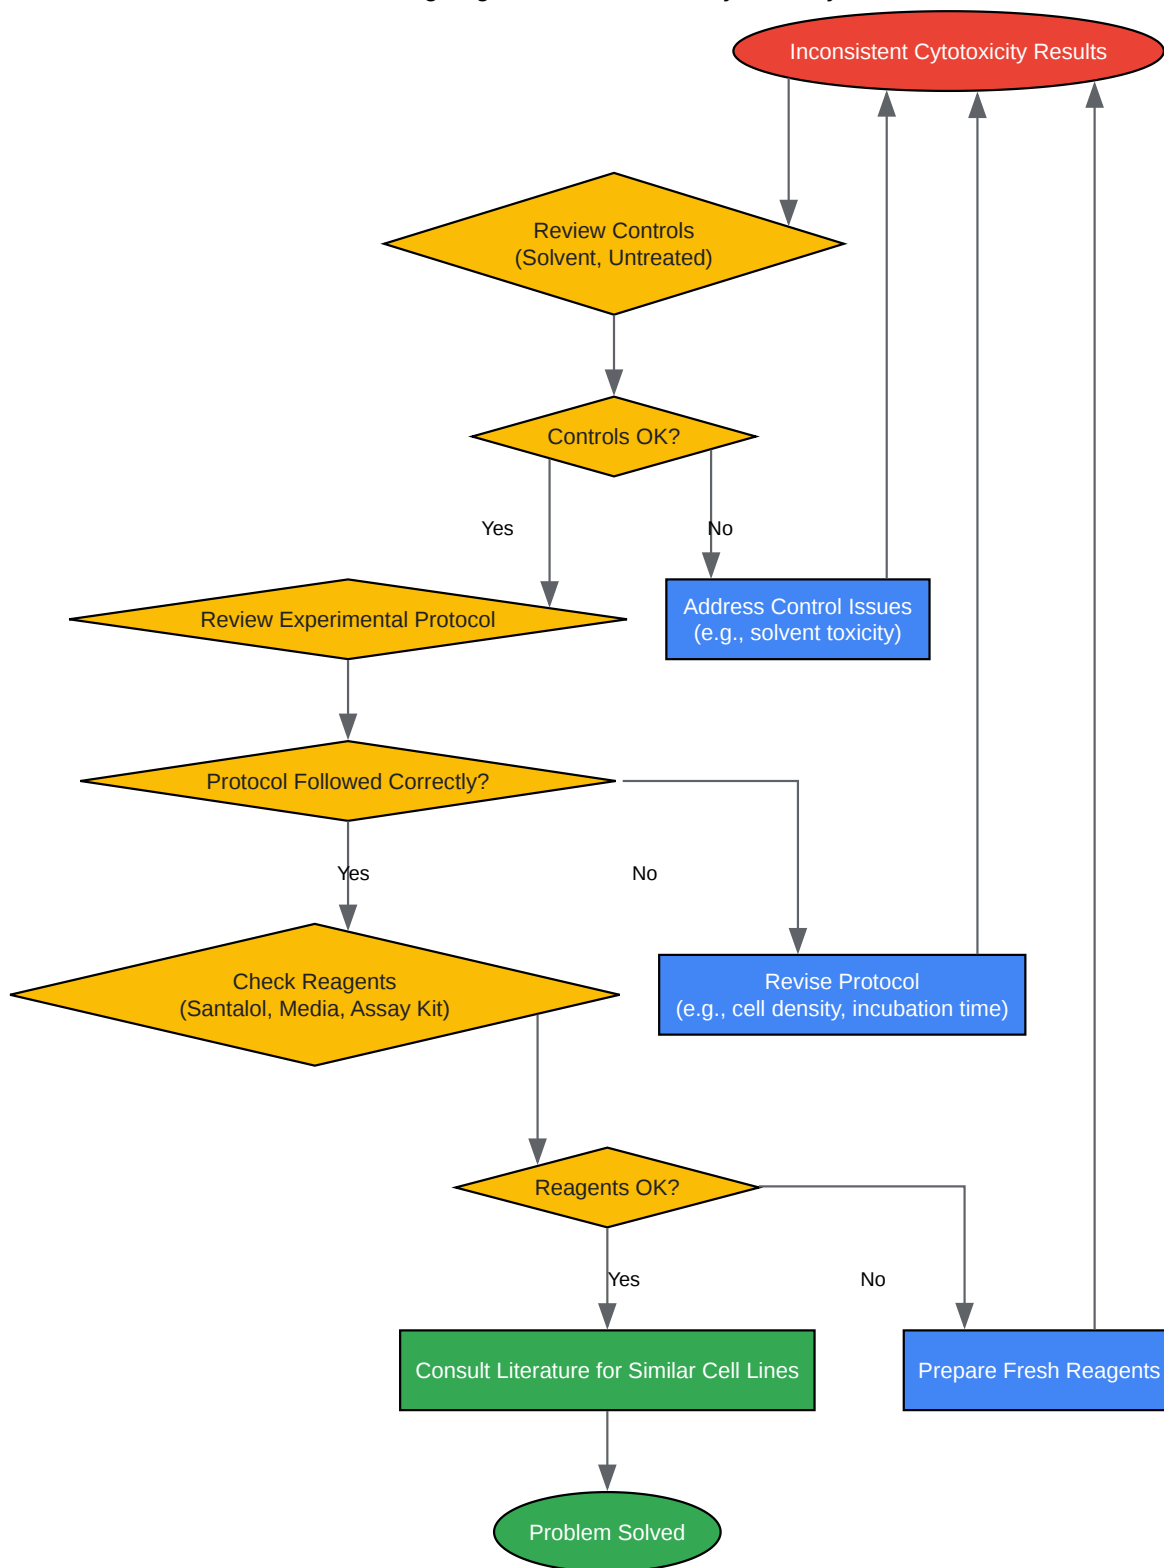 Inconsistent Cytotoxicity Results
Review Controls
(Solvent, Untreated)
Controls OK?
Yes
No
Review Experimental Protocol
Address Control Issues
(e.g., solvent toxicity)
Protocol Followed Correctly?
Yes
No
Check Reagents
(Santalol, Media, Assay Kit)
Revise Protocol
(e.g., cell density, incubation time)
Reagents OK?
Yes
No
Consult Literature for Similar Cell Lines
Prepare Fresh Reagents
Problem Solved